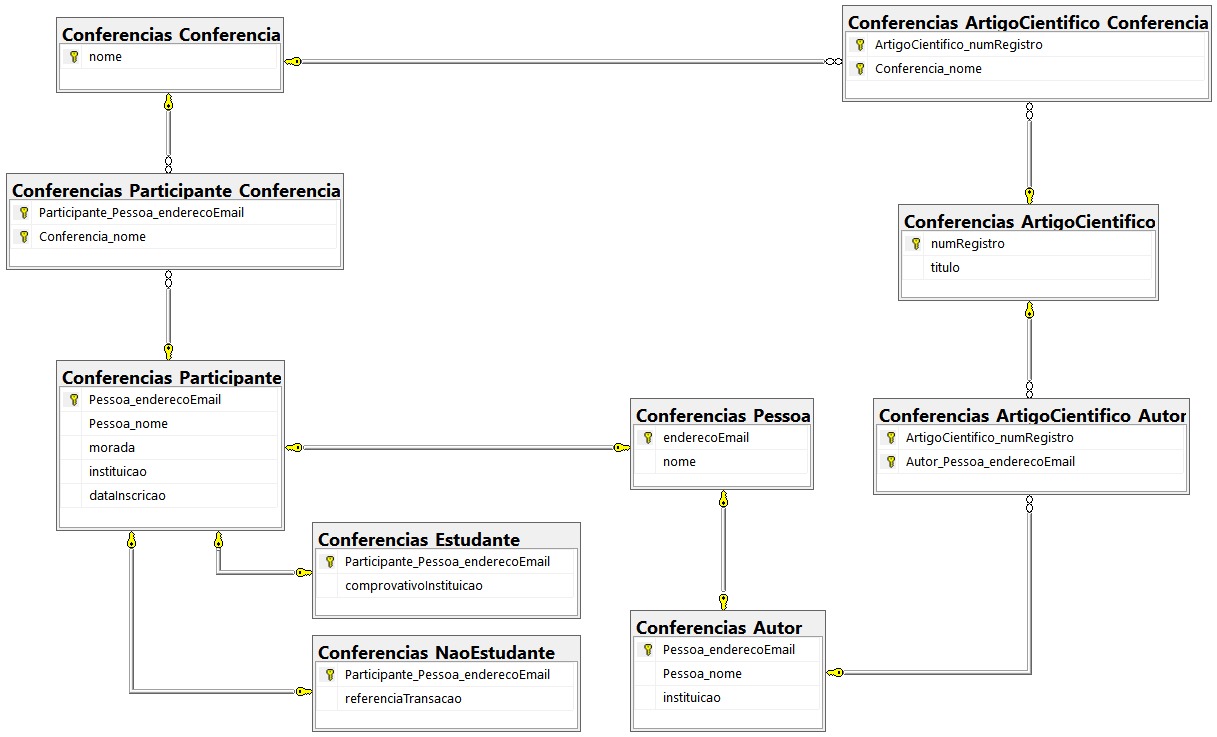 Conferencias Conferencia
nome
Conferencias ArtigoCientifico Conferencia
ArtigoCientifico_numRegistro
Conferencia_nome
Conferencias Participante Conferencia
Participante_Pessoa_enderecoEmail
Conferencia_nome
Conferencias ArtigoCientifico
numRegistro
titulo
Conferencias Participante
Pessoa_enderecoEmail
Pessoa_nome
morada
instituicao
dataInscricao
Conferencias Pessoa
enderecoEmail
nome
Conferencias ArtigoCientifico Autor
ArtigoCientifico_numRegistro
Autor_Pessoa_enderecoEmail
Conferencias Estudante
Participante_Pessoa_enderecoEmail
comprovativoInstituicao
Conferencias Autor
Pessoa_enderecoEmail
Pessoa_nome
instituicao
Conferencias NaoEstudante
Participante_Pessoa_enderecoEmail
referenciaTransacao